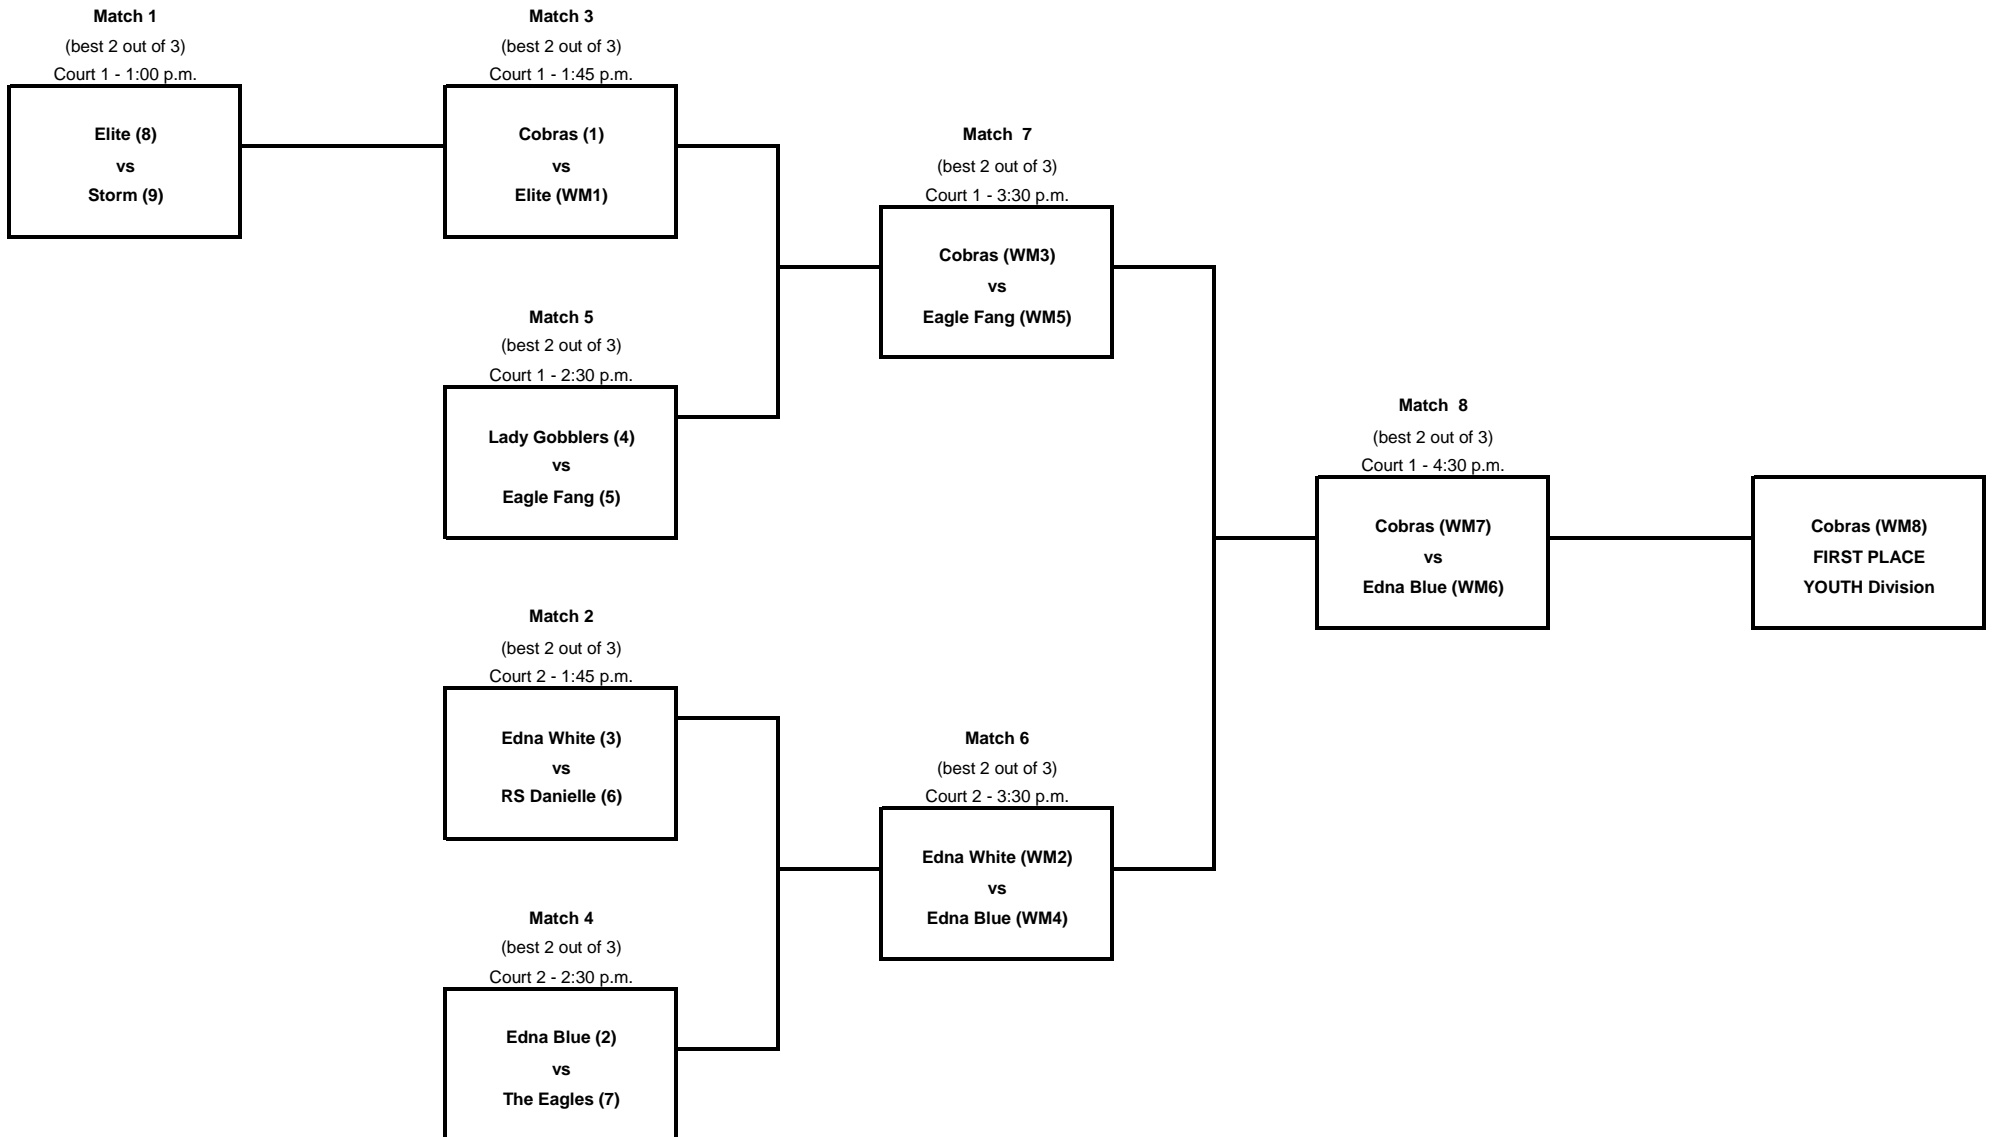 Match 1
(best 2 out of 3)
Court 1 - 1:00 p.m.
Elite (8)
vs
Storm (9)
Match 3
(best 2 out of 3)
Court 1 - 1:45 p.m.
Cobras (1)
vs
Elite (WM1)
Match 5
(best 2 out of 3)
Court 1 - 2:30 p.m.
Lady Gobblers (4)
vs
Eagle Fang (5)
Match 2
(best 2 out of 3)
Court 2 - 1:45 p.m.
Edna White (3)
vs
RS Danielle (6)
Match 4
(best 2 out of 3)
Court 2 - 2:30 p.m.
Edna Blue (2)
vs
The Eagles (7)
Match 7
(best 2 out of 3)
Court 1 - 3:30 p.m.
Cobras (WM3)
vs
Eagle Fang (WM5)
Match 6
(best 2 out of 3)
Court 2 - 3:30 p.m.
Edna White (WM2)
vs
Edna Blue (WM4)
Match 8
(best 2 out of 3)
Court 1 - 4:30 p.m.
Cobras (WM7)
vs
Edna Blue (WM6)
Cobras (WM8)
FIRST PLACE
YOUTH Division